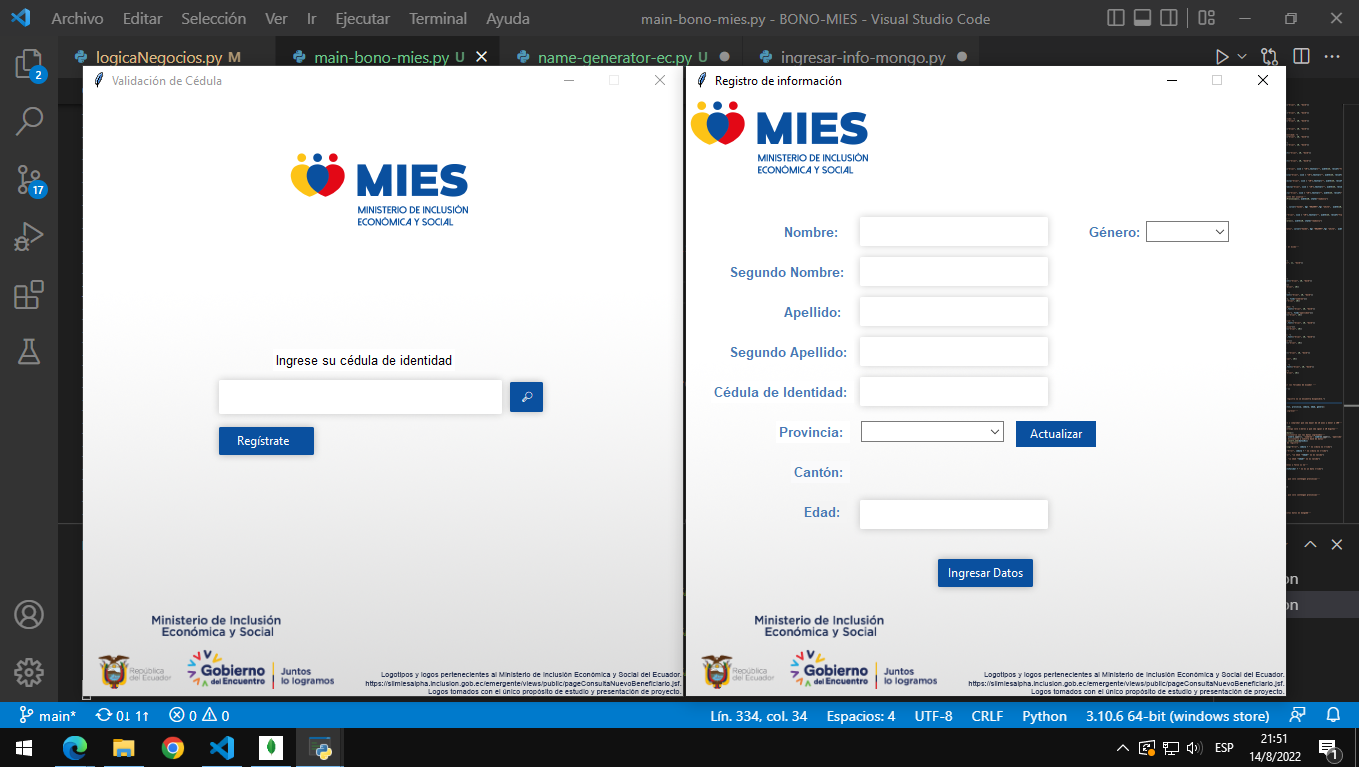 Archivo Editar Selección Ver Ir Ejecutar Terminal Ayuda
main-bono-mies.py - BONO-MIES - Visual Studio Code
logicaNegocios.py M
main-bono-mies.py U
name-generator-ec.py U
ingresar-info-mongo.py
2
17
Validación de Cédula
MIES
MINISTERIO DE INCLUSIÓN
ECONÓMICA Y SOCIAL
Ingrese su cédula de identidad
Regístrate
Ministerio de Inclusión
Económica y Social
República
del Ecuador
Gobierno
del Encuentro
Juntos
lo logramos
Logotipos y logos pertenecientes al Ministerio de Inclusión Económica y Social del Ecuador.
https://siimiesalpha.inclusion.gob.ec/emergente/views/public/pageConsultaNuevoBeneficiario.jsf.
Logos tomados con el único propósito de estudio y presentación de proyecto.
Registro de información
MIES
MINISTERIO DE INCLUSIÓN
ECONÓMICA Y SOCIAL
Nombre:
Género:
Segundo Nombre:
Apellido:
Segundo Apellido:
Cédula de Identidad:
Provincia:
Actualizar
Cantón:
Edad:
Ingresar Datos
Ministerio de Inclusión
Económica y Social
República
del Ecuador
Gobierno
del Encuentro
Juntos
lo logramos
Logotipos y logos pertenecientes al Ministerio de Inclusión Económica y Social del Ecuador.
https://siimiesalpha.inclusion.gob.ec/emergente/views/public/pageConsultaNuevoBeneficiario.jsf.
Logos tomados con el único propósito de estudio y presentación de proyecto.
on
on
main* 0↓ 1↑ 0 0
Lín. 334, col. 34 Espacios: 4 UTF-8 CRLF Python 3.10.6 64-bit (windows store)
ESP
21:51
14/8/2022
1